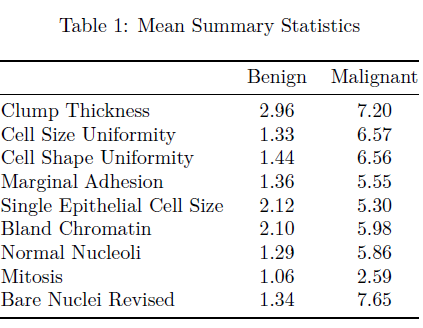 Table 1: Mean Summary Statistics
Benign Malignant
Clump Thickness 2.96 7.20
Cell Size Uniformity 1.33 6.57
Cell Shape Uniformity 1.44 6.56
Marginal Adhesion 1.36 5.55
Single Epithelial Cell Size 2.12 5.30
Bland Chromatin 2.10 5.98
Normal Nucleoli 1.29 5.86
Mitosis 1.06 2.59
Bare Nuclei Revised 1.34 7.65